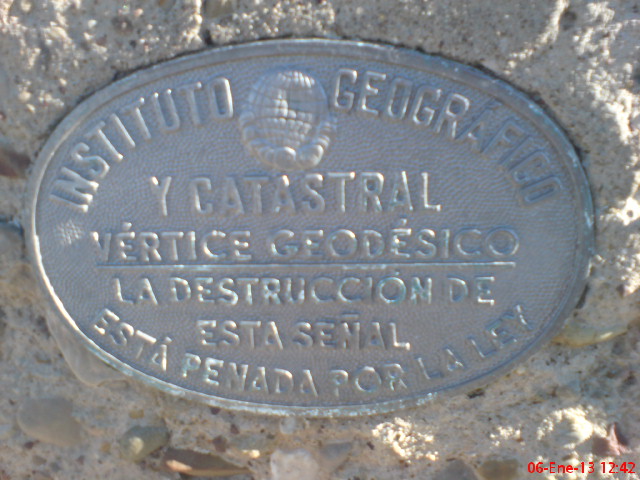 INSTITUTO GEOGRÁFICO
Y CATASTRAL
VÉRTICE GEODÉSICO
LA DESTRUCCIÓN DE
ESTA SEÑAL
ESTÁ PENADA POR LA LEY
06-Ene-13 12:42